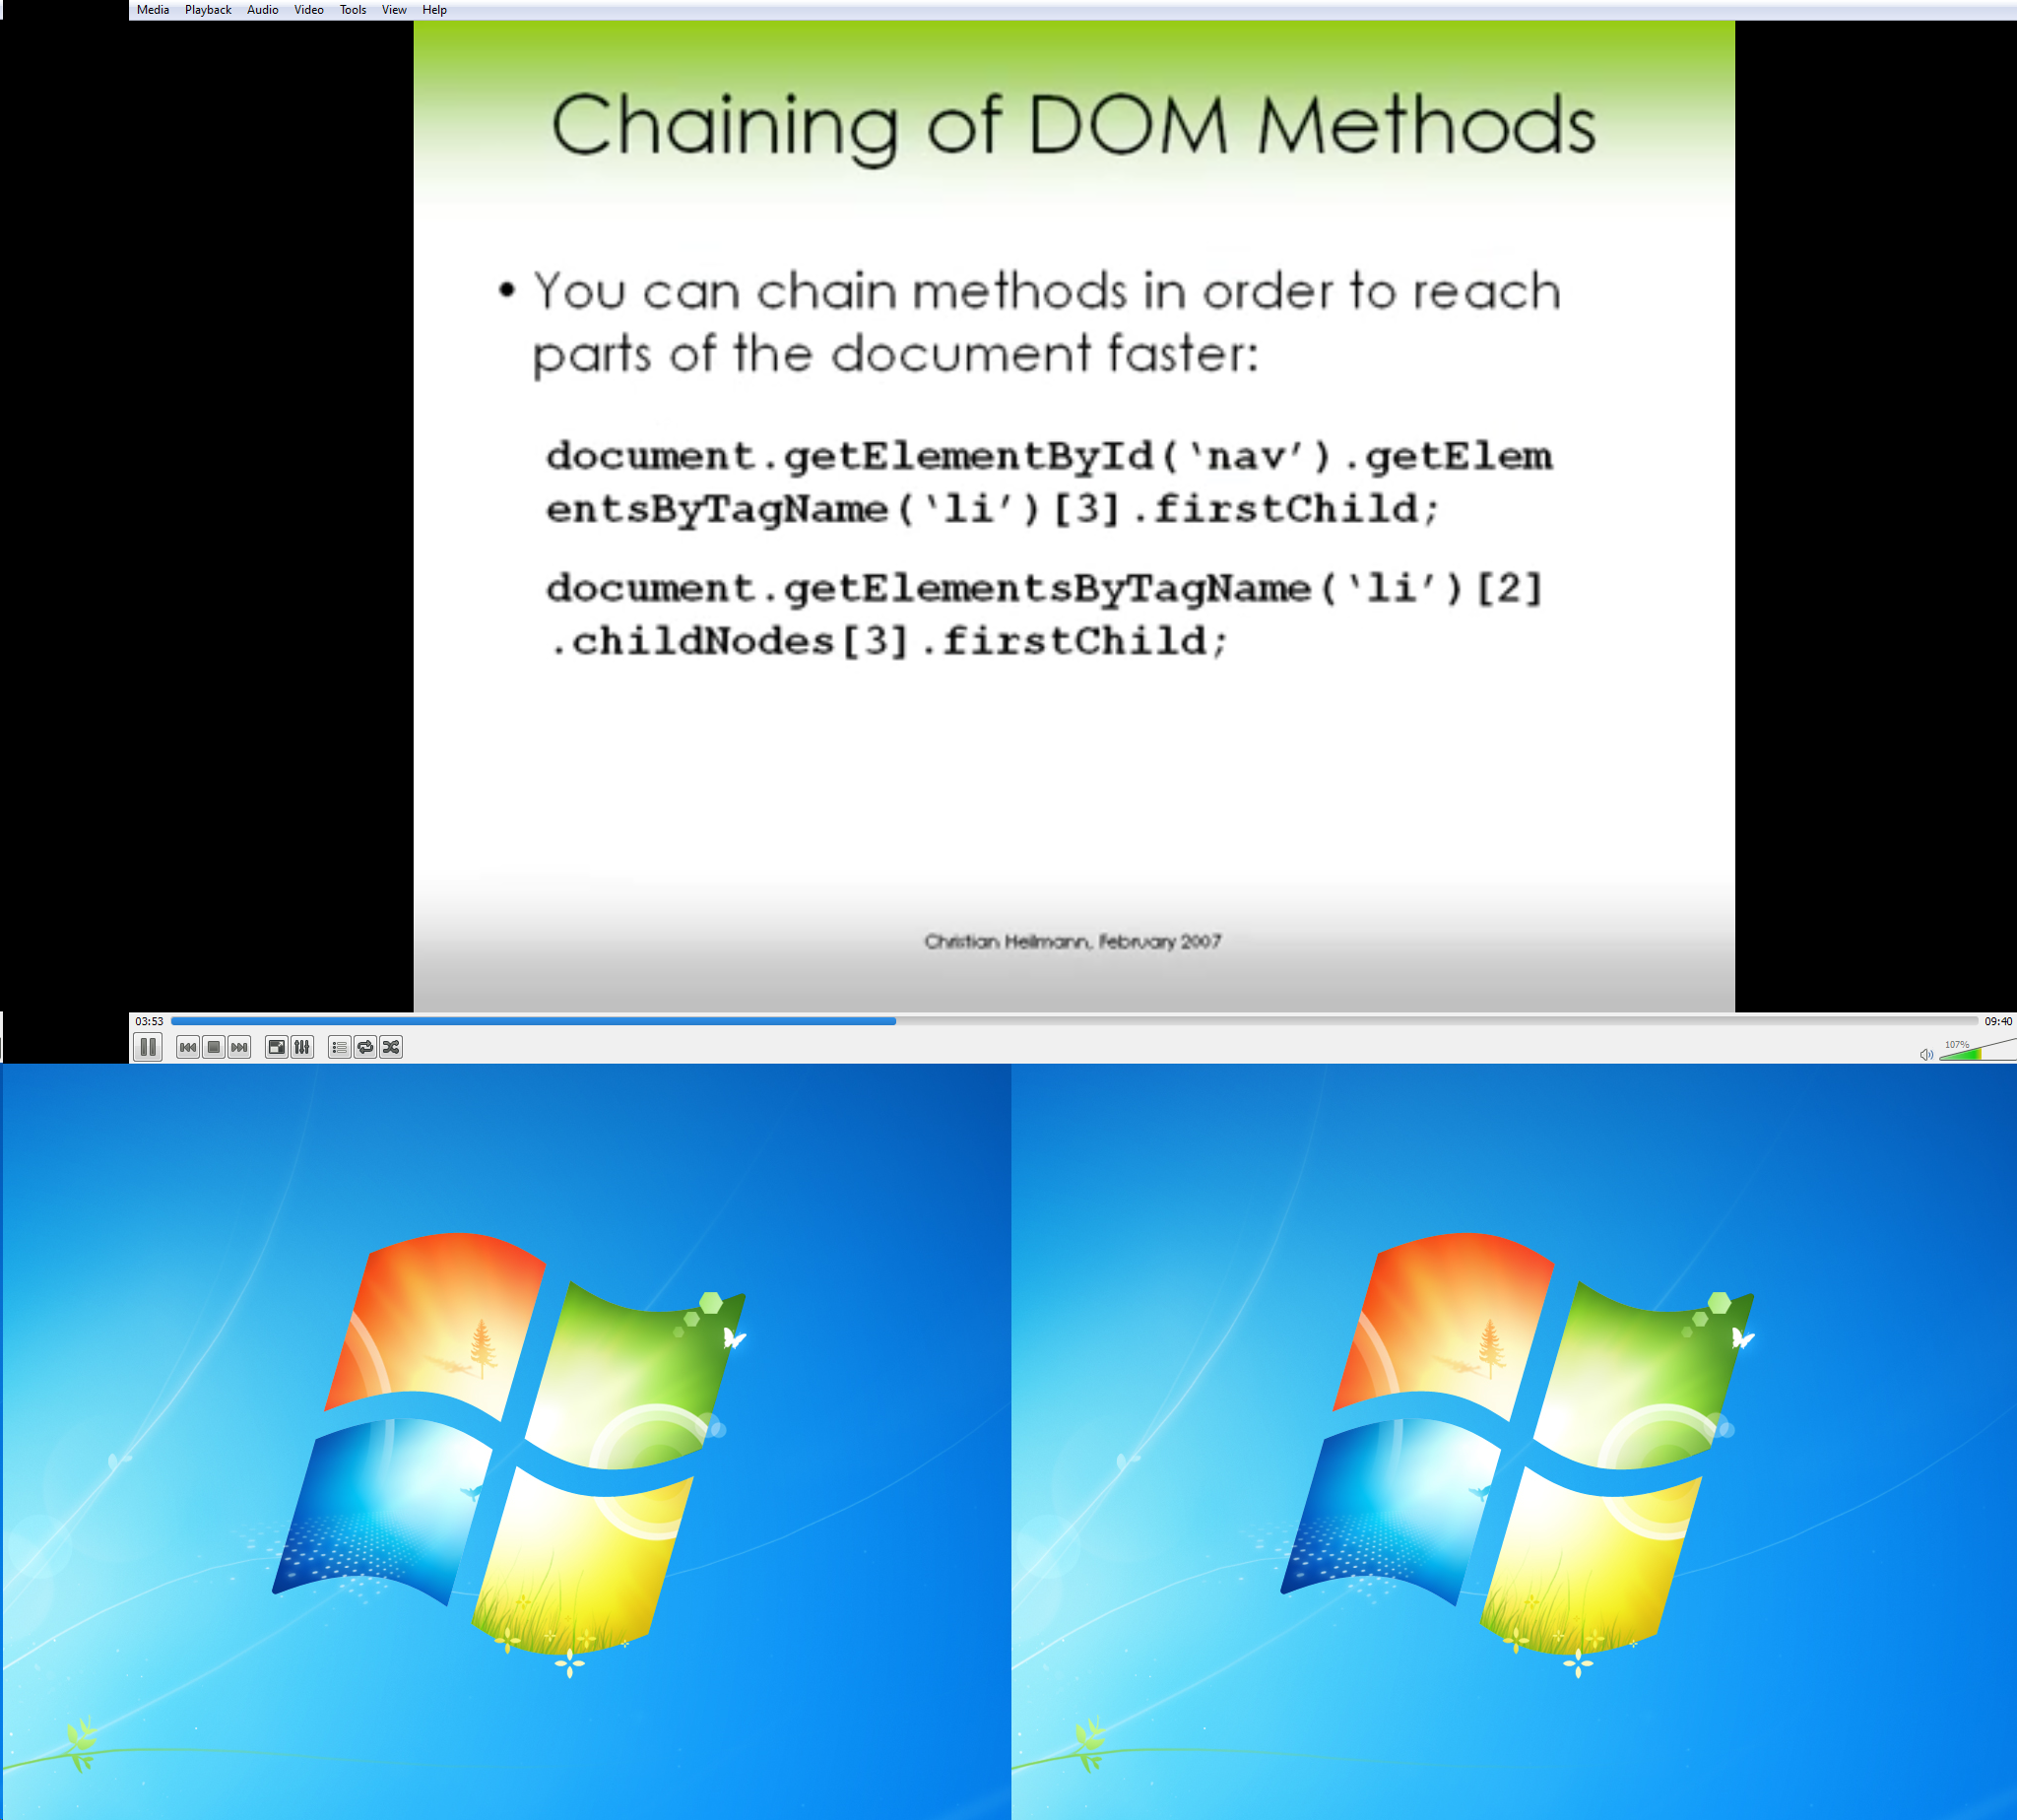 Media Playback Audio Video Tools View Help
Chaining of DOM Methods
• You can chain methods in order to reach
parts of the document faster:
document.getElementById(‘nav’).getElem
entsByTagName(‘li’)[3].firstChild;
document.getElementsByTagName(‘li’)[2]
.childNodes[3].firstChild;
Christian Heilmann, February 2007
03:53 09:40
107%